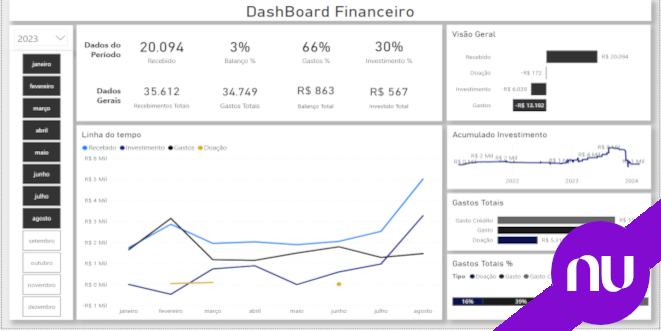 DashBoard Financeiro
2023
janeiro
fevereiro
março
abril
maio
junho
julho
agosto
setembro
outubro
novembro
dezembro
Dados do Período
20.094
Recebido
3%
Balanço %
66%
Gastos %
30%
Investimento %
Dados Gerais
35.612
Recebimentos Totais
34.749
Gastos Totais
R$ 863
Balanço Total
R$ 567
Investido Total
Visão Geral
Recebido
R$ 20.094
Doação
-R$ 172
Investimento
-R$ 6.039
Gastos
-R$ 13.192
Linha do tempo
Recebido Investimento Gastos Doação
R$ 6 Mil
R$ 5 Mil
R$ 4 Mil
R$ 3 Mil
R$ 2 Mil
R$ 1 Mil
R$ 0 Mil
-R$ 1 Mil
janeiro fevereiro março abril maio junho julho agosto
Acumulado Investimento
R$ 2 Mil
2022 2023 2024
Gastos Totais
Gasto Crédito
Gasto
Doação
Gastos Totais %
Tipo Doação Gasto
16% 39%
nu